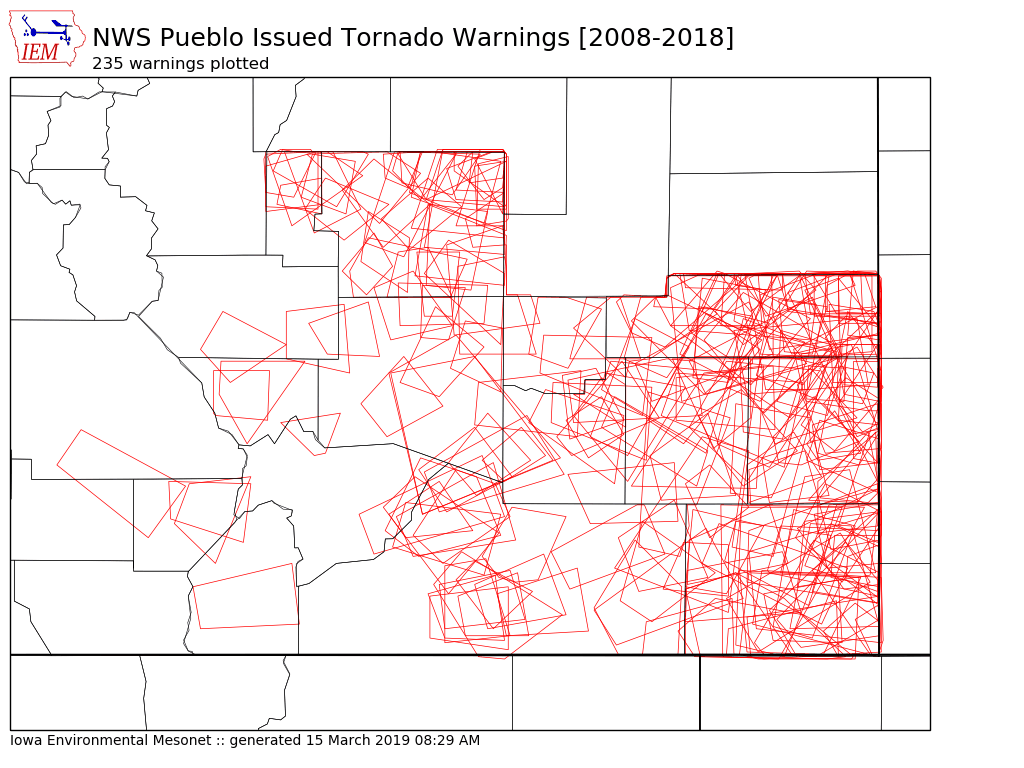 IEM
NWS Pueblo Issued Tornado Warnings [2008-2018]
235 warnings plotted
Iowa Environmental Mesonet :: generated 15 March 2019 08:29 AM